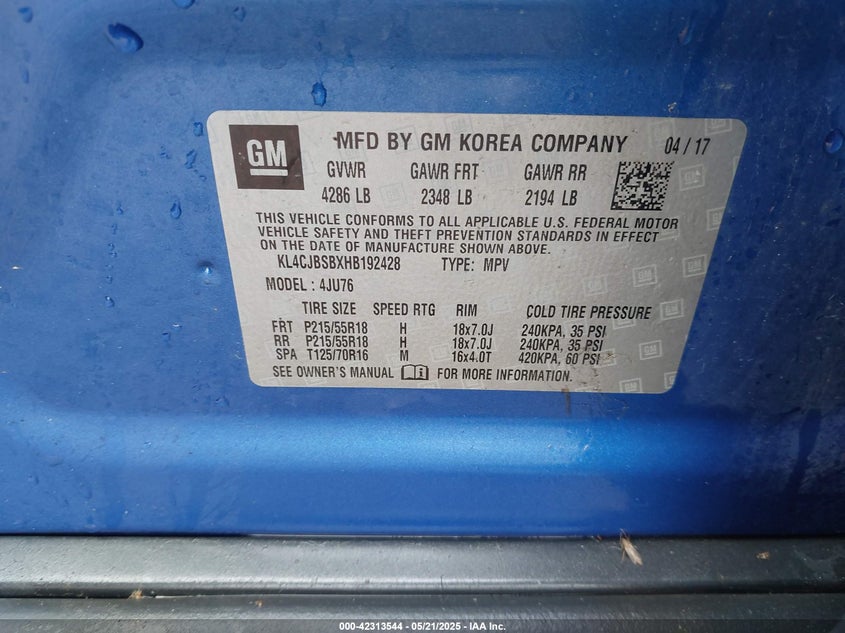 GM
MFD BY GM KOREA COMPANY 04 / 17
GVWR GAWR FRT GAWR RR
4286 LB 2348 LB 2194 LB
THIS VEHICLE CONFORMS TO ALL APPLICABLE U.S. FEDERAL MOTOR
VEHICLE SAFETY AND THEFT PREVENTION STANDARDS IN EFFECT
ON THE DATE OF MANUFACTURE SHOWN ABOVE.
KL4CJBSBXHB192428 TYPE: MPV
MODEL : 4JU76
TIRE SIZE SPEED RTG RIM COLD TIRE PRESSURE
FRT P215/55R18 H 18x7.0J 240KPA, 35 PSI
RR P215/55R18 H 18x7.0J 240KPA, 35 PSI
SPA T125/70R16 M 16x4.0T 420KPA, 60 PSI
SEE OWNER'S MANUAL FOR MORE INFORMATION.
000-42313544 - 05/21/2025 - IAA Inc.